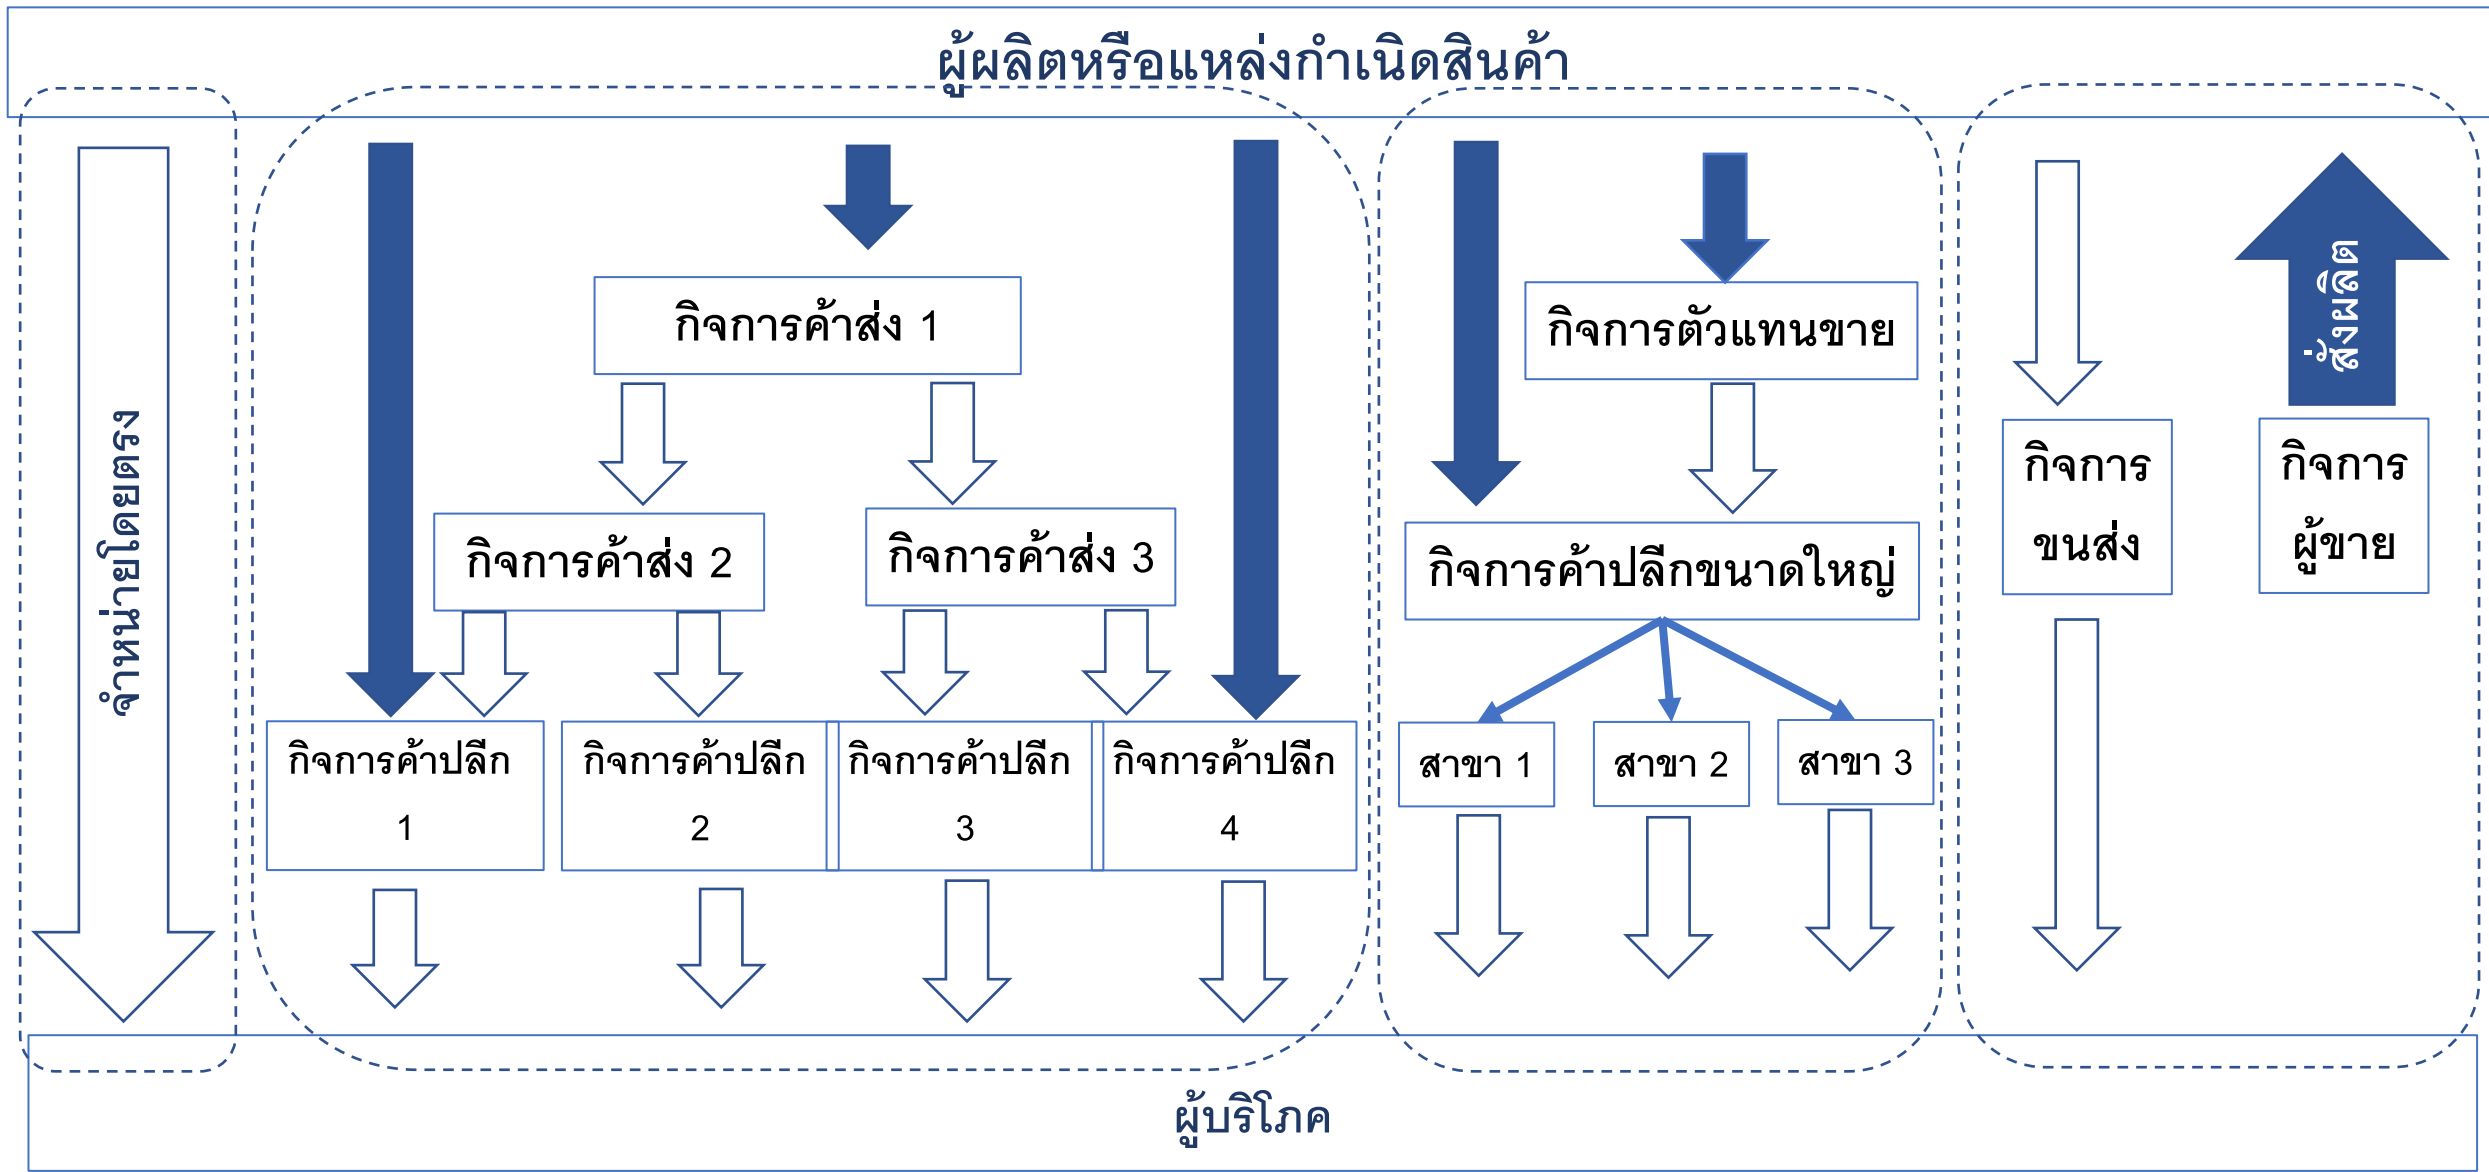 ผู้ผลิตหรือแหล่งกำเนิดสินค้า
จำหน่ายโดยตรง
กิจการค้าส่ง 1
กิจการค้าส่ง 2
กิจการค้าส่ง 3
กิจการค้าปลีก
1
กิจการค้าปลีก
2
กิจการค้าปลีก
3
กิจการค้าปลีก
4
กิจการตัวแทนขาย
กิจการค้าปลีกขนาดใหญ่
สาขา 1
สาขา 2
สาขา 3
กิจการ
ขนส่ง
สั่งผลิต
กิจการ
ผู้ขาย
ผู้บริโภค